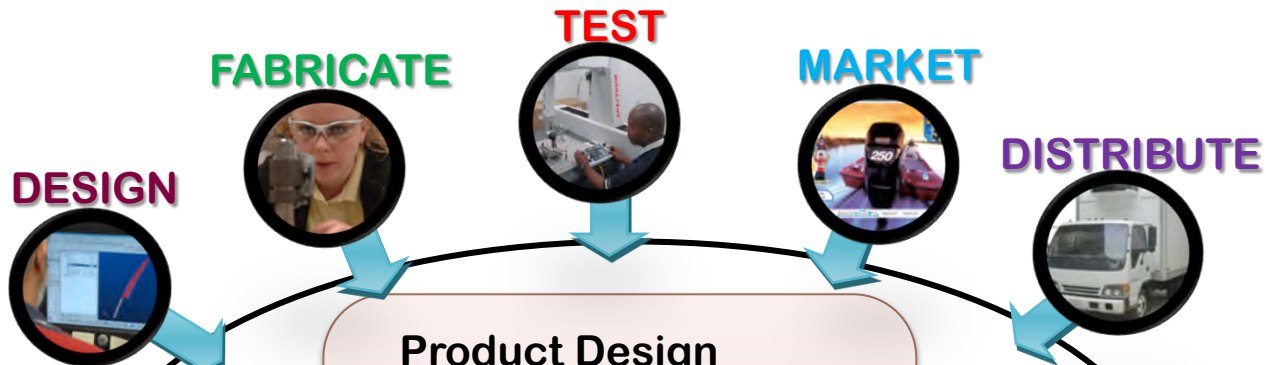 TEST
FABRICATE
MARKET
DISTRIBUTE
DESIGN
250
Product Design